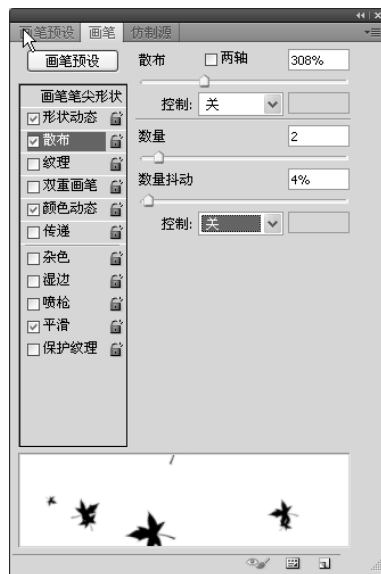 画笔预设 画笔 仿制源
画笔预设 散布 两轴 308%
画笔笔尖形状 控制: 关
形状动态
散布 数量 2
纹理
双重画笔 数量抖动 4%
颜色动态
传递 控制: 关
杂色
湿边
喷枪
平滑
保护纹理